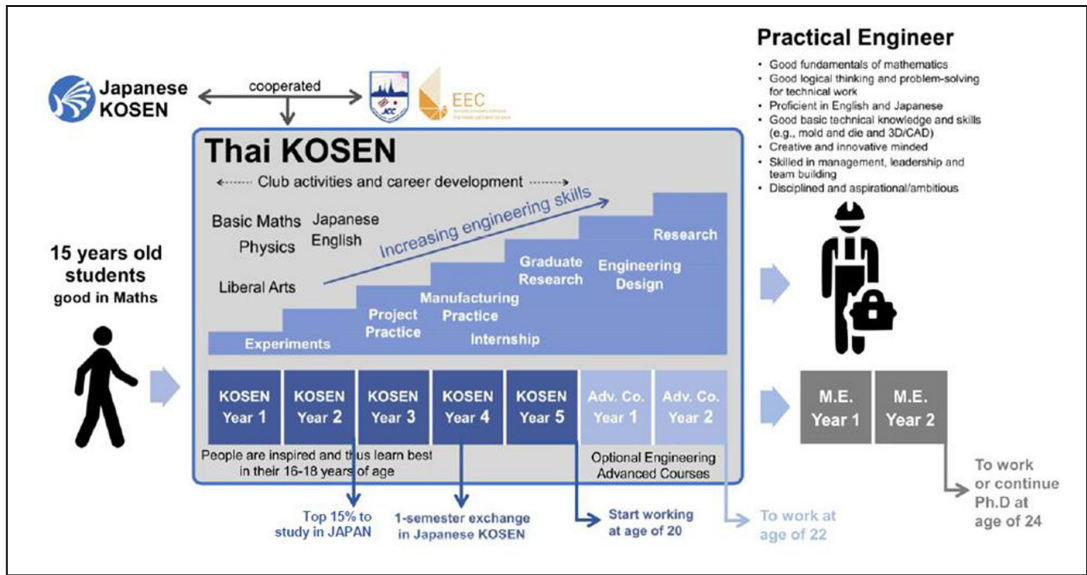 Japanese
KOSEN
cooperated
JCC
EEC
Practical Engineer
• Good fundamentals of mathematics
• Good logical thinking and problem-solving
for technical work
• Proficient in English and Japanese
• Good basic technical knowledge and skills
(e.g., mold and die and 3D/CAD)
• Creative and innovative minded
• Skilled in management, leadership and
team building
• Disciplined and aspirational/ambitious
Thai KOSEN
Club activities and career development
Basic Maths
Japanese
English
Physics
Liberal Arts
Increasing engineering skills
15 years old
students
good in Maths
Experiments
Project
Practice
Manufacturing
Practice
Internship
Graduate
Research
Engineering
Design
Research
KOSEN
Year 1
KOSEN
Year 2
KOSEN
Year 3
KOSEN
Year 4
KOSEN
Year 5
Adv. Co.
Year 1
Adv. Co.
Year 2
M.E.
Year 1
M.E.
Year 2
People are inspired and thus learn best
in their 16-18 years of age
Optional Engineering
Advanced Courses
Top 15% to
study in JAPAN
1-semester exchange
in Japanese KOSEN
Start working
at age of 20
To work at
age of 22
To work
or continue
Ph.D at
age of 24